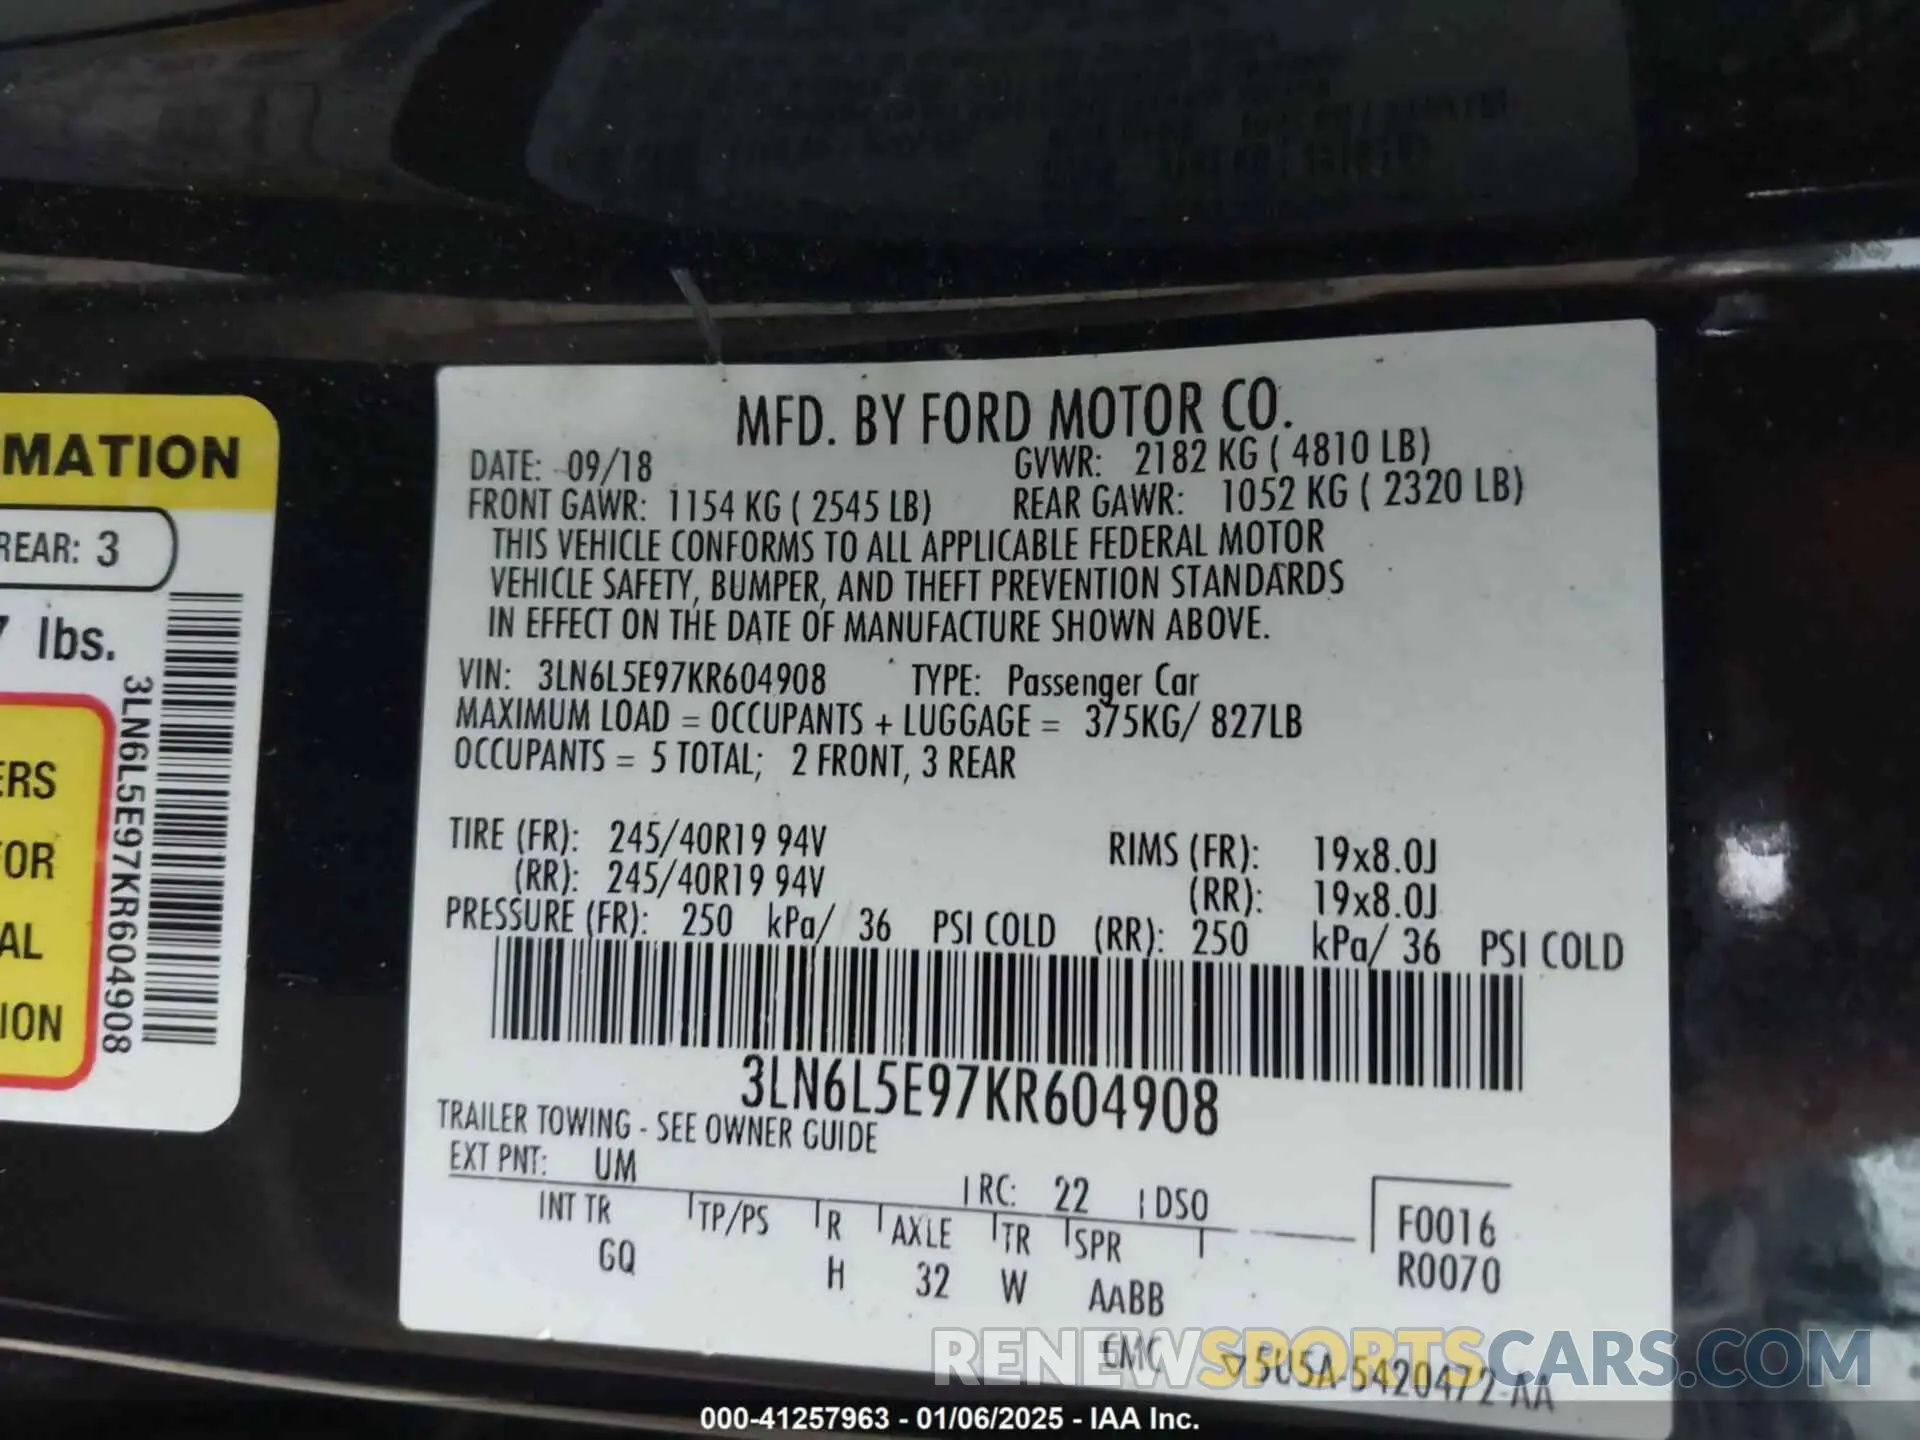 MATION
REAR: 3
7 lbs.
3LN6L5E97KR604908
ERS
FOR
AL
ION
MFD. BY FORD MOTOR CO.
DATE: 09/18 GVWR: 2182 KG ( 4810 LB)
FRONT GAWR: 1154 KG ( 2545 LB) REAR GAWR: 1052 KG ( 2320 LB)
THIS VEHICLE CONFORMS TO ALL APPLICABLE FEDERAL MOTOR
VEHICLE SAFETY, BUMPER, AND THEFT PREVENTION STANDARDS
IN EFFECT ON THE DATE OF MANUFACTURE SHOWN ABOVE.
VIN: 3LN6L5E97KR604908 TYPE: Passenger Car
MAXIMUM LOAD = OCCUPANTS + LUGGAGE = 375KG/ 827LB
OCCUPANTS = 5 TOTAL; 2 FRONT, 3 REAR
TIRE (FR): 245/40R19 94V RIMS (FR): 19x8.0J
(RR): 245/40R19 94V (RR): 19x8.0J
PRESSURE (FR): 250 kPa/ 36 PSI COLD (RR): 250 kPa/ 36 PSI COLD
3LN6L5E97KR604908
TRAILER TOWING - SEE OWNER GUIDE
EXT PNT: UM RC: 22 DSO
INT TR TP/PS R AXLE TR SPR F0016
GQ H 32 W AABB R0070
EMC 5U5A-5420472-AA
RENEWSPORTSCARS.COM
000-41257963 - 01/06/2025 - IAA Inc.